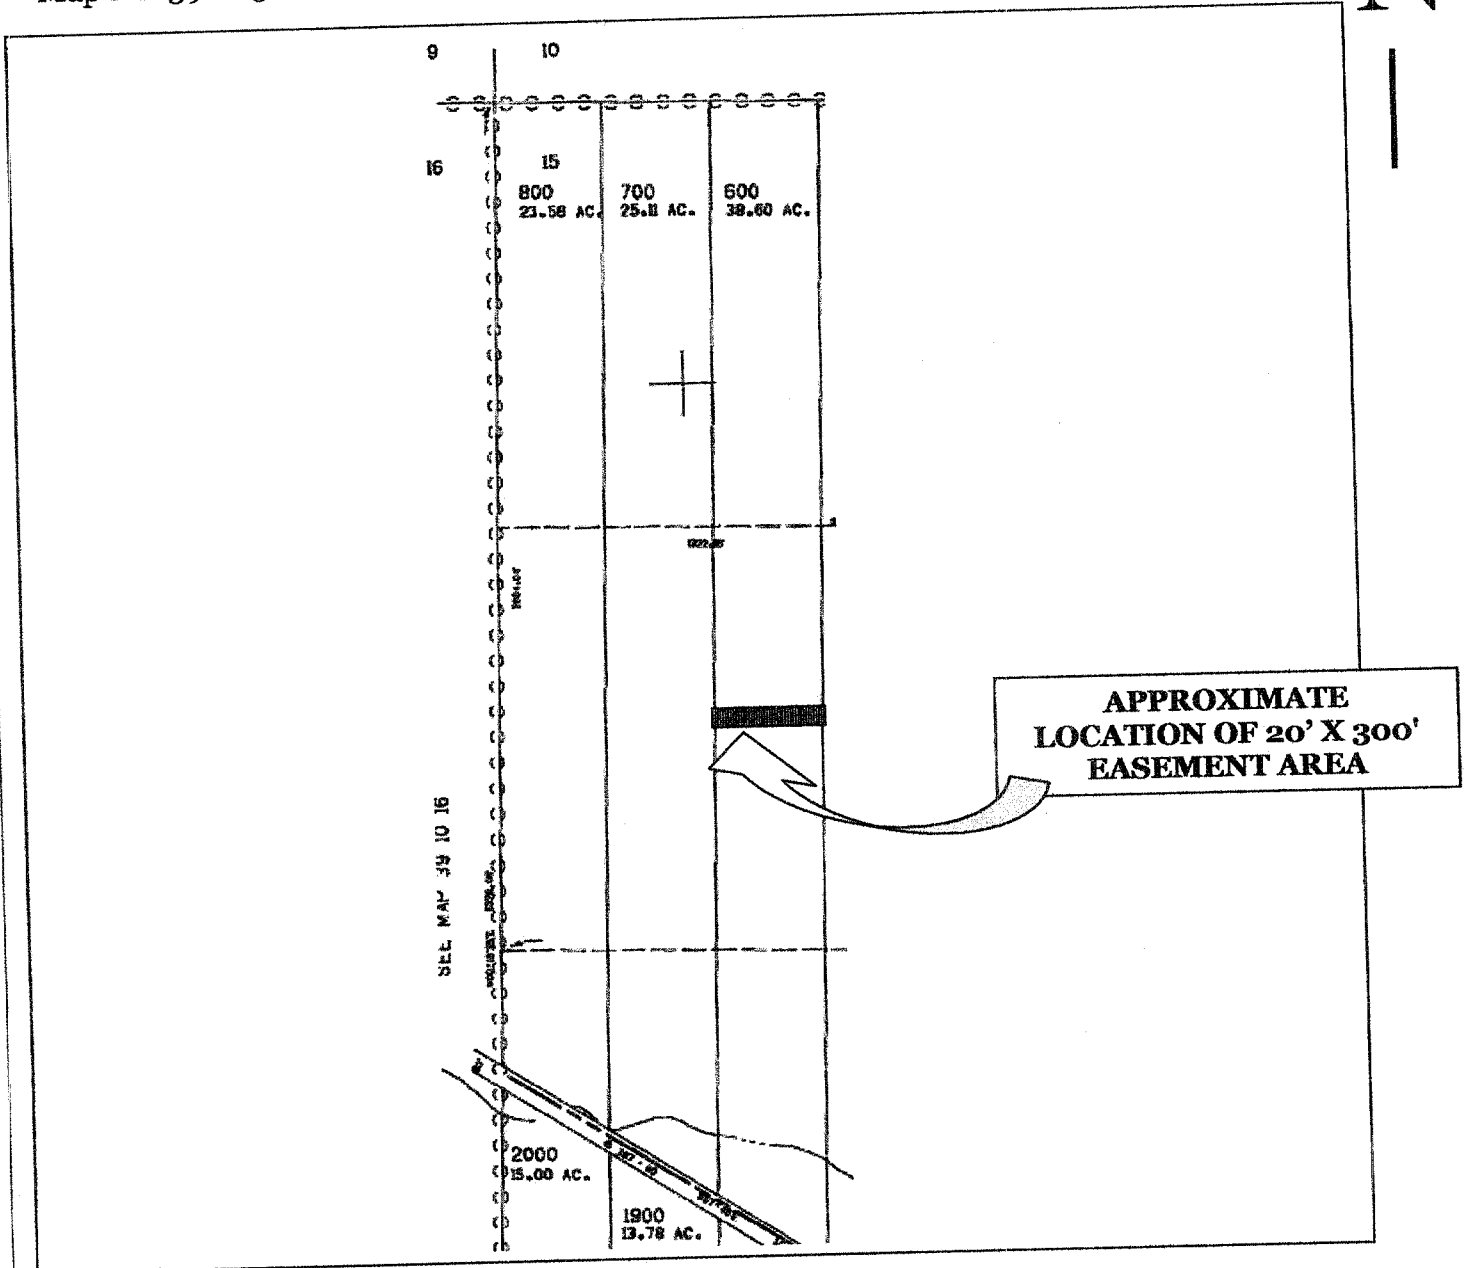 N
9
10
16
15
800
23.58 AC.
700
25.11 AC.
600
38.60 AC.
APPROXIMATE
LOCATION OF 20' X 300'
EASEMENT AREA
SEE MAP 39 10 16
2000
15.00 AC.
1900
13.78 AC.